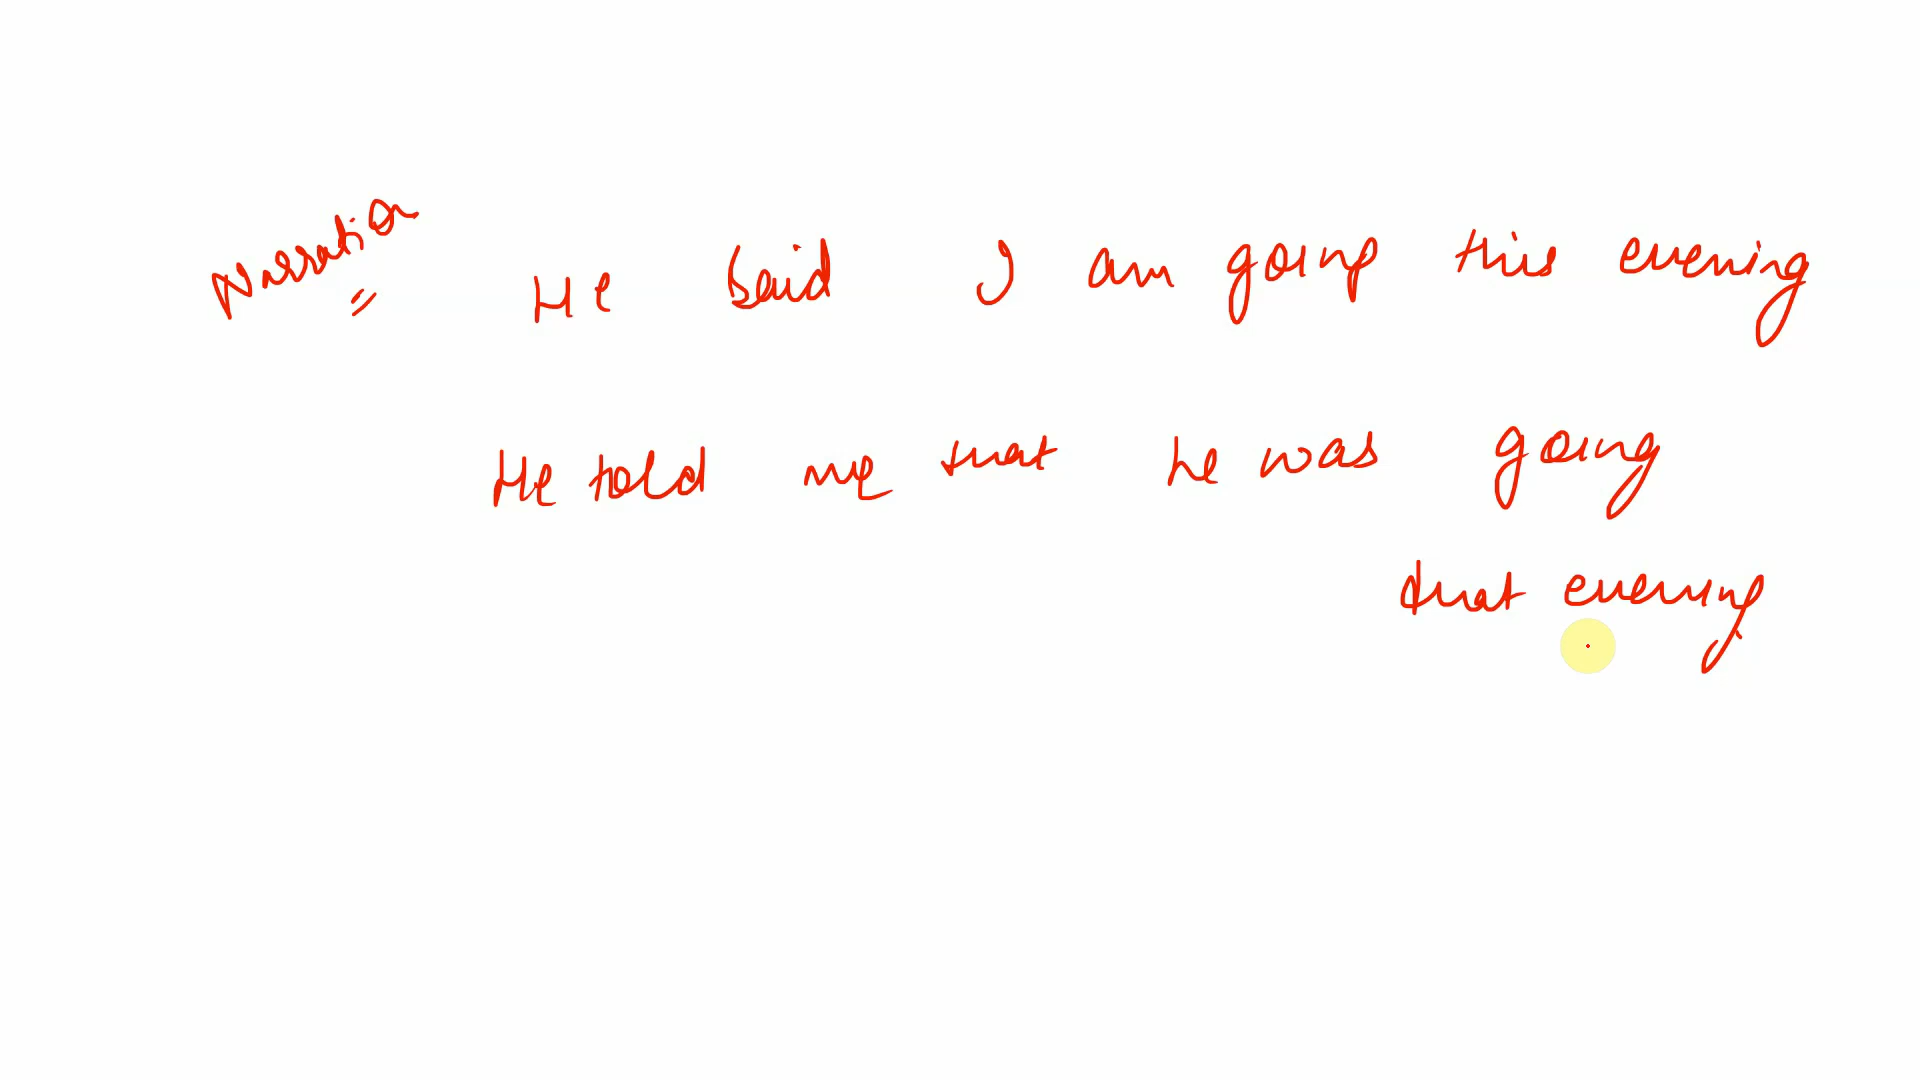 Narration
He said I am going this evening
He told me that he was going
that evening